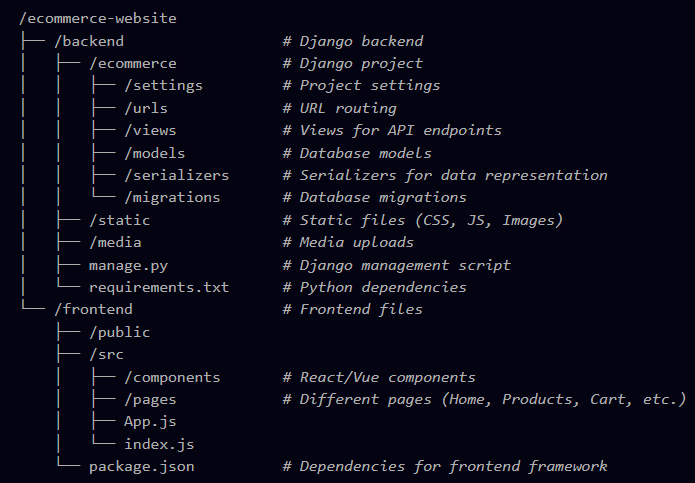 /ecommerce-website
├── /backend                  # Django backend
│   ├── /ecommerce            # Django project
│   │   ├── /settings         # Project settings
│   │   ├── /urls             # URL routing
│   │   ├── /views            # Views for API endpoints
│   │   ├── /models           # Database models
│   │   ├── /serializers      # Serializers for data representation
│   │   └── /migrations       # Database migrations
│   ├── /static               # Static files (CSS, JS, Images)
│   ├── /media                # Media uploads
│   ├── manage.py             # Django management script
│   └── requirements.txt      # Python dependencies
└── /frontend                 # Frontend files
    ├── /public
    ├── /src
    │   ├── /components       # React/Vue components
    │   ├── /pages            # Different pages (Home, Products, Cart, etc.)
    │   ├── App.js
    │   └── index.js
    └── package.json          # Dependencies for frontend framework